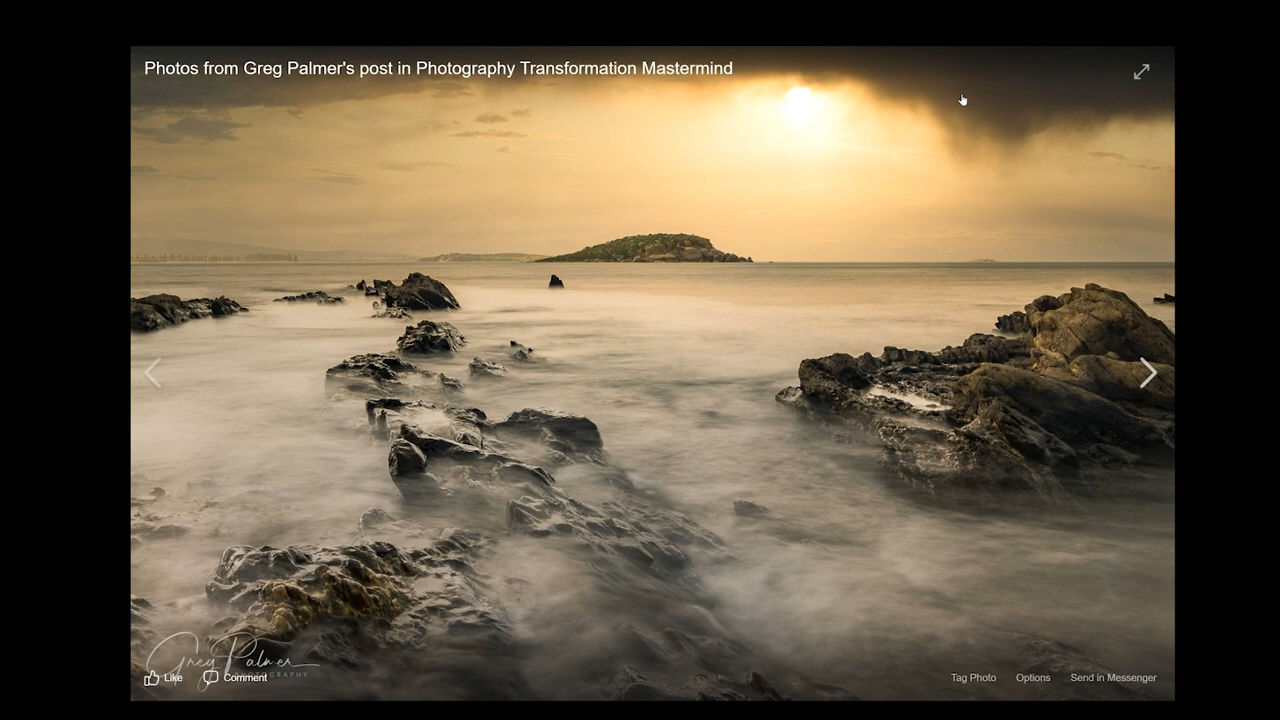 Photos from Greg Palmer's post in Photography Transformation Mastermind
Greg Palmer
Like
Comment
Tag Photo
Options
Send in Messenger